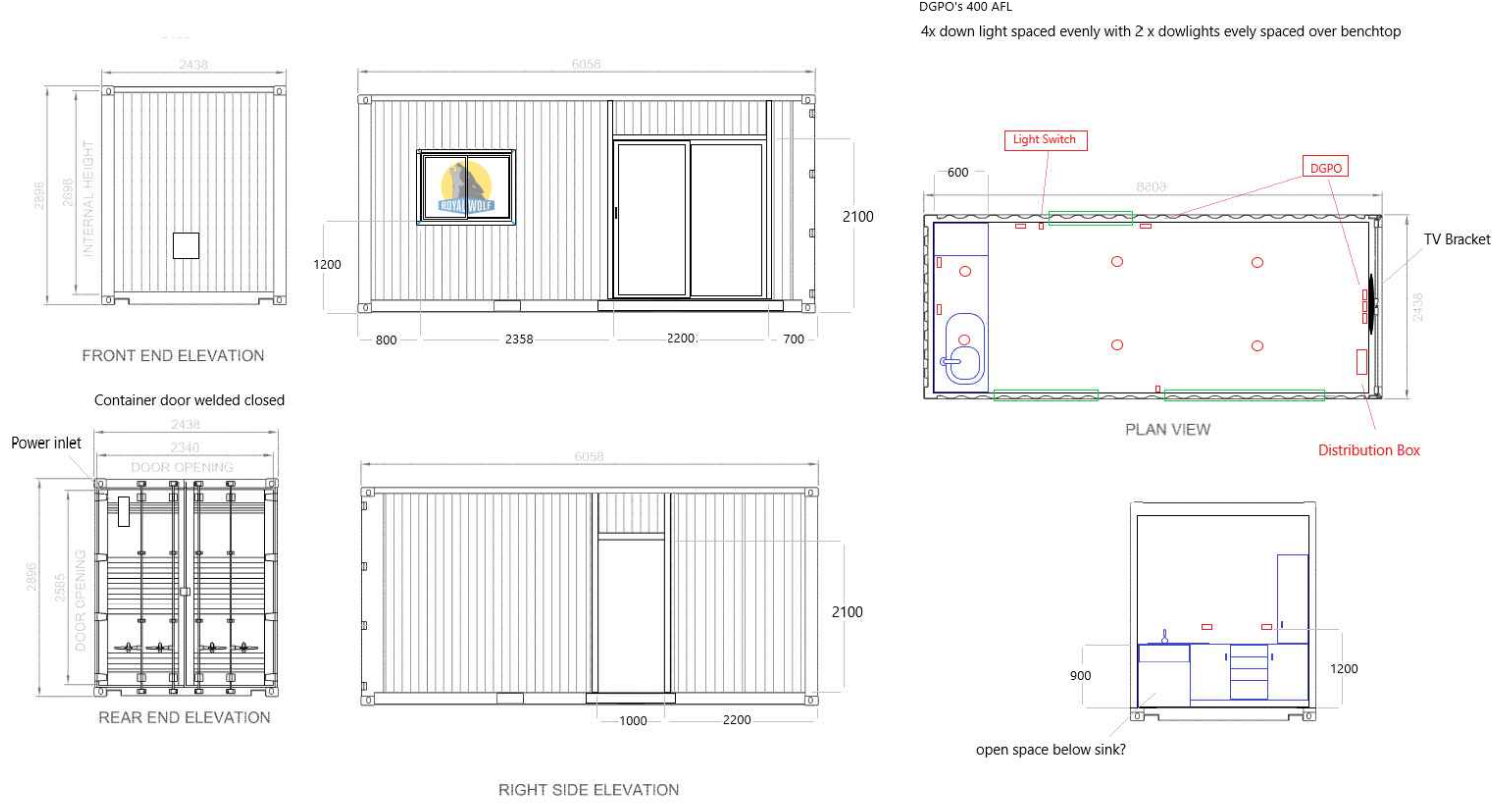 DGPO's 400 AFL
4x down light spaced evenly with 2 x dowlights evely spaced over benchtop
2438
2896
2698
INTERNAL HEIGHT
FRONT END ELEVATION
6058
ROYAL WOLF
1200
2100
800
2358
2200
700
Light Switch
DGPO
600
6058
TV Bracket
2438
PLAN VIEW
Distribution Box
Container door welded closed
Power inlet
2438
2340
DOOR OPENING
2896
2585
DOOR OPENING
REAR END ELEVATION
6058
2100
1000
2200
RIGHT SIDE ELEVATION
900
1200
open space below sink?